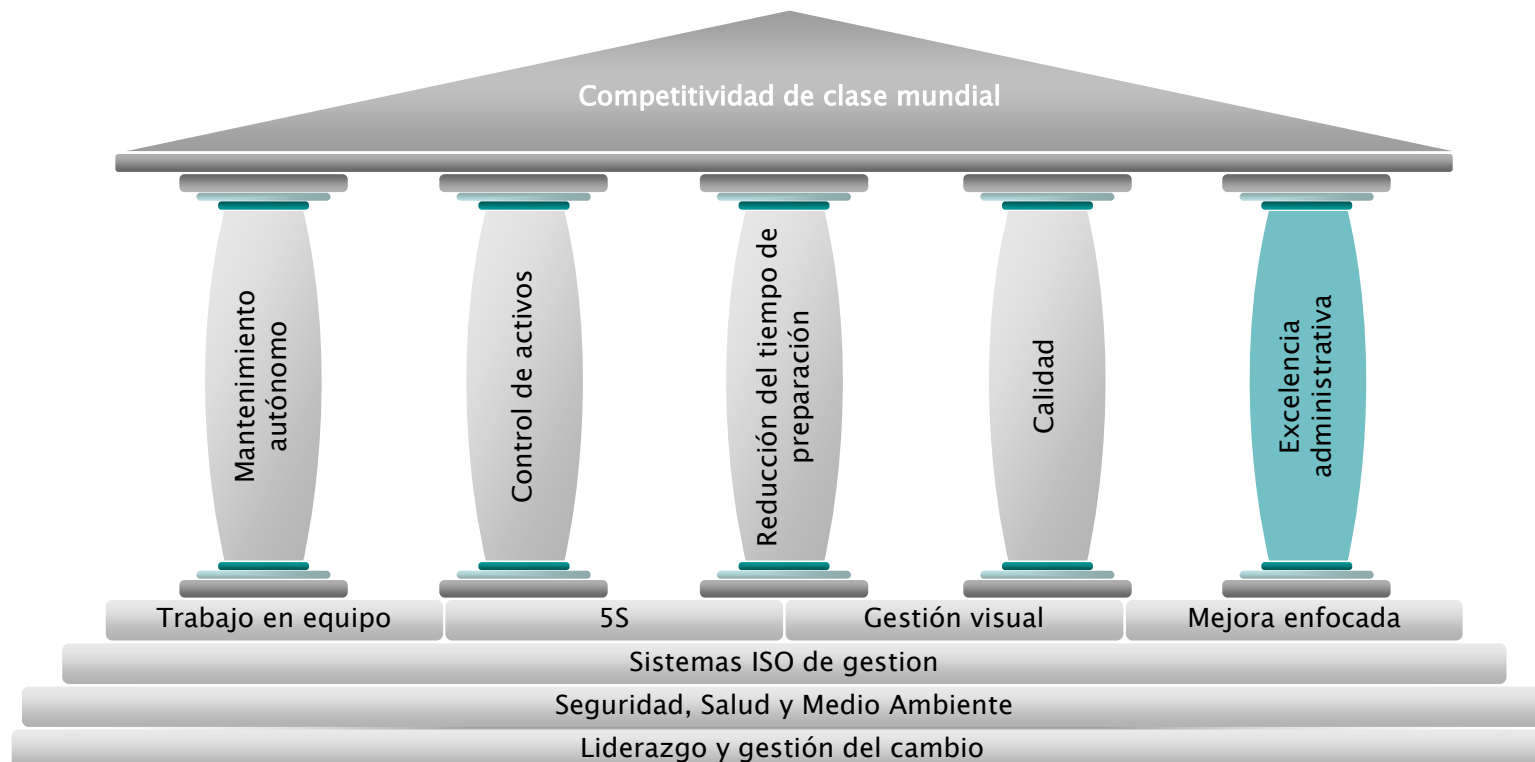 Competitividad de clase mundial
Mantenimiento
autónomo
Control de activos
Reducción del tiempo de
preparación
Calidad
Excelencia
administrativa
Trabajo en equipo
5S
Gestión visual
Mejora enfocada
Sistemas ISO de gestion
Seguridad, Salud y Medio Ambiente
Liderazgo y gestión del cambio